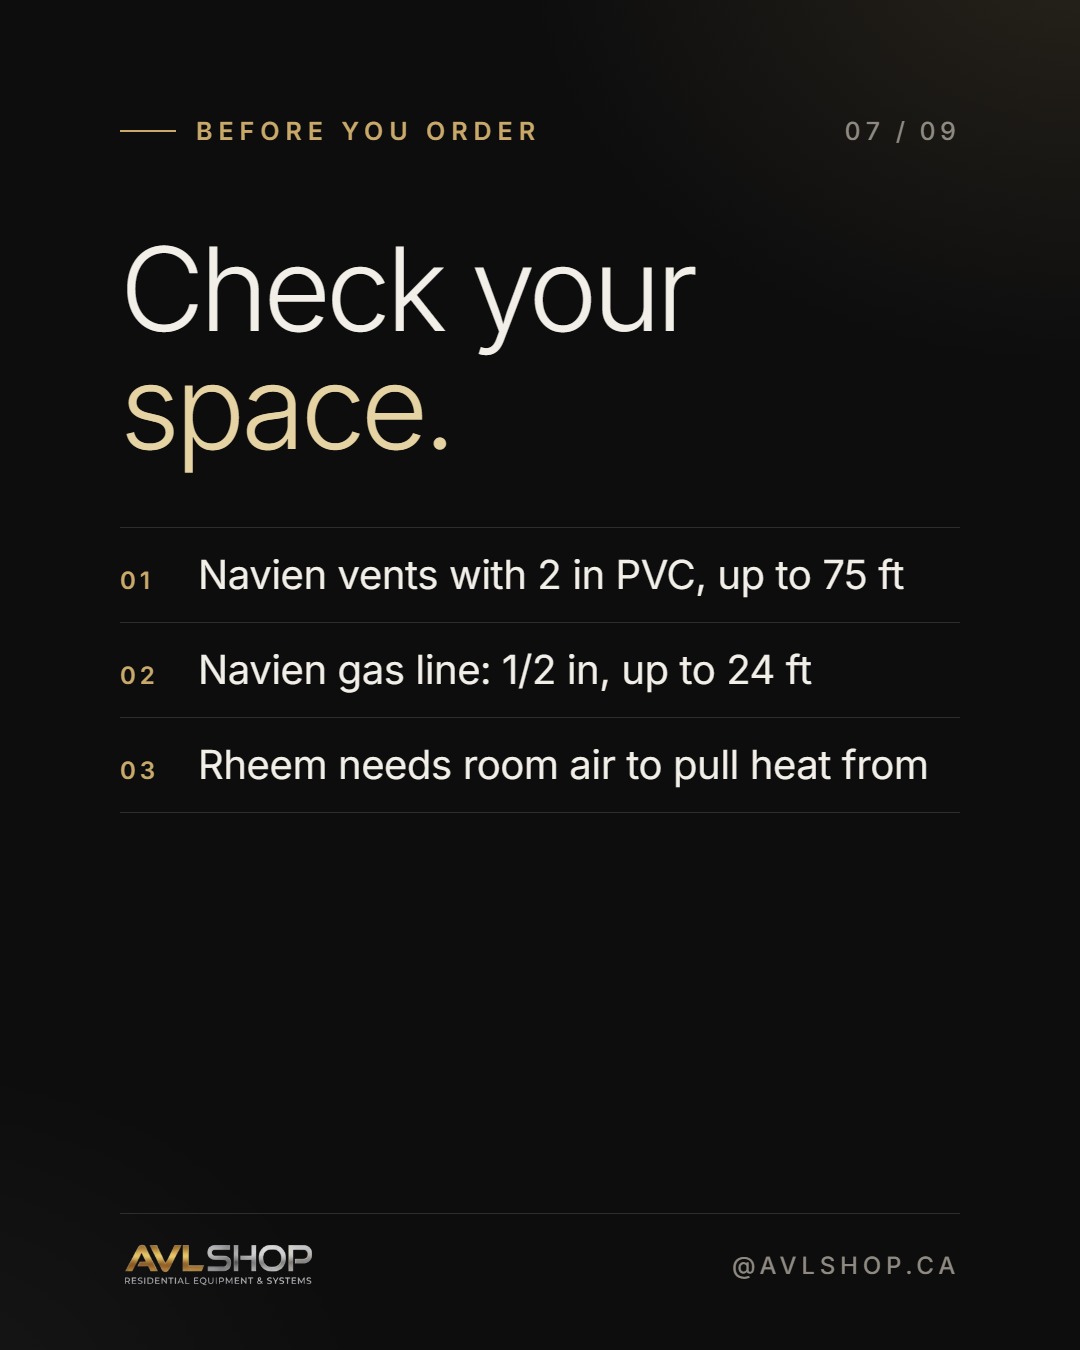 BEFORE YOU ORDER
07 / 09
Check your
space.
01 Navien vents with 2 in PVC, up to 75 ft
02 Navien gas line: 1/2 in, up to 24 ft
03 Rheem needs room air to pull heat from
AVLSHOP
RESIDENTIAL EQUIPMENT & SYSTEMS
@AVLSHOP.CA